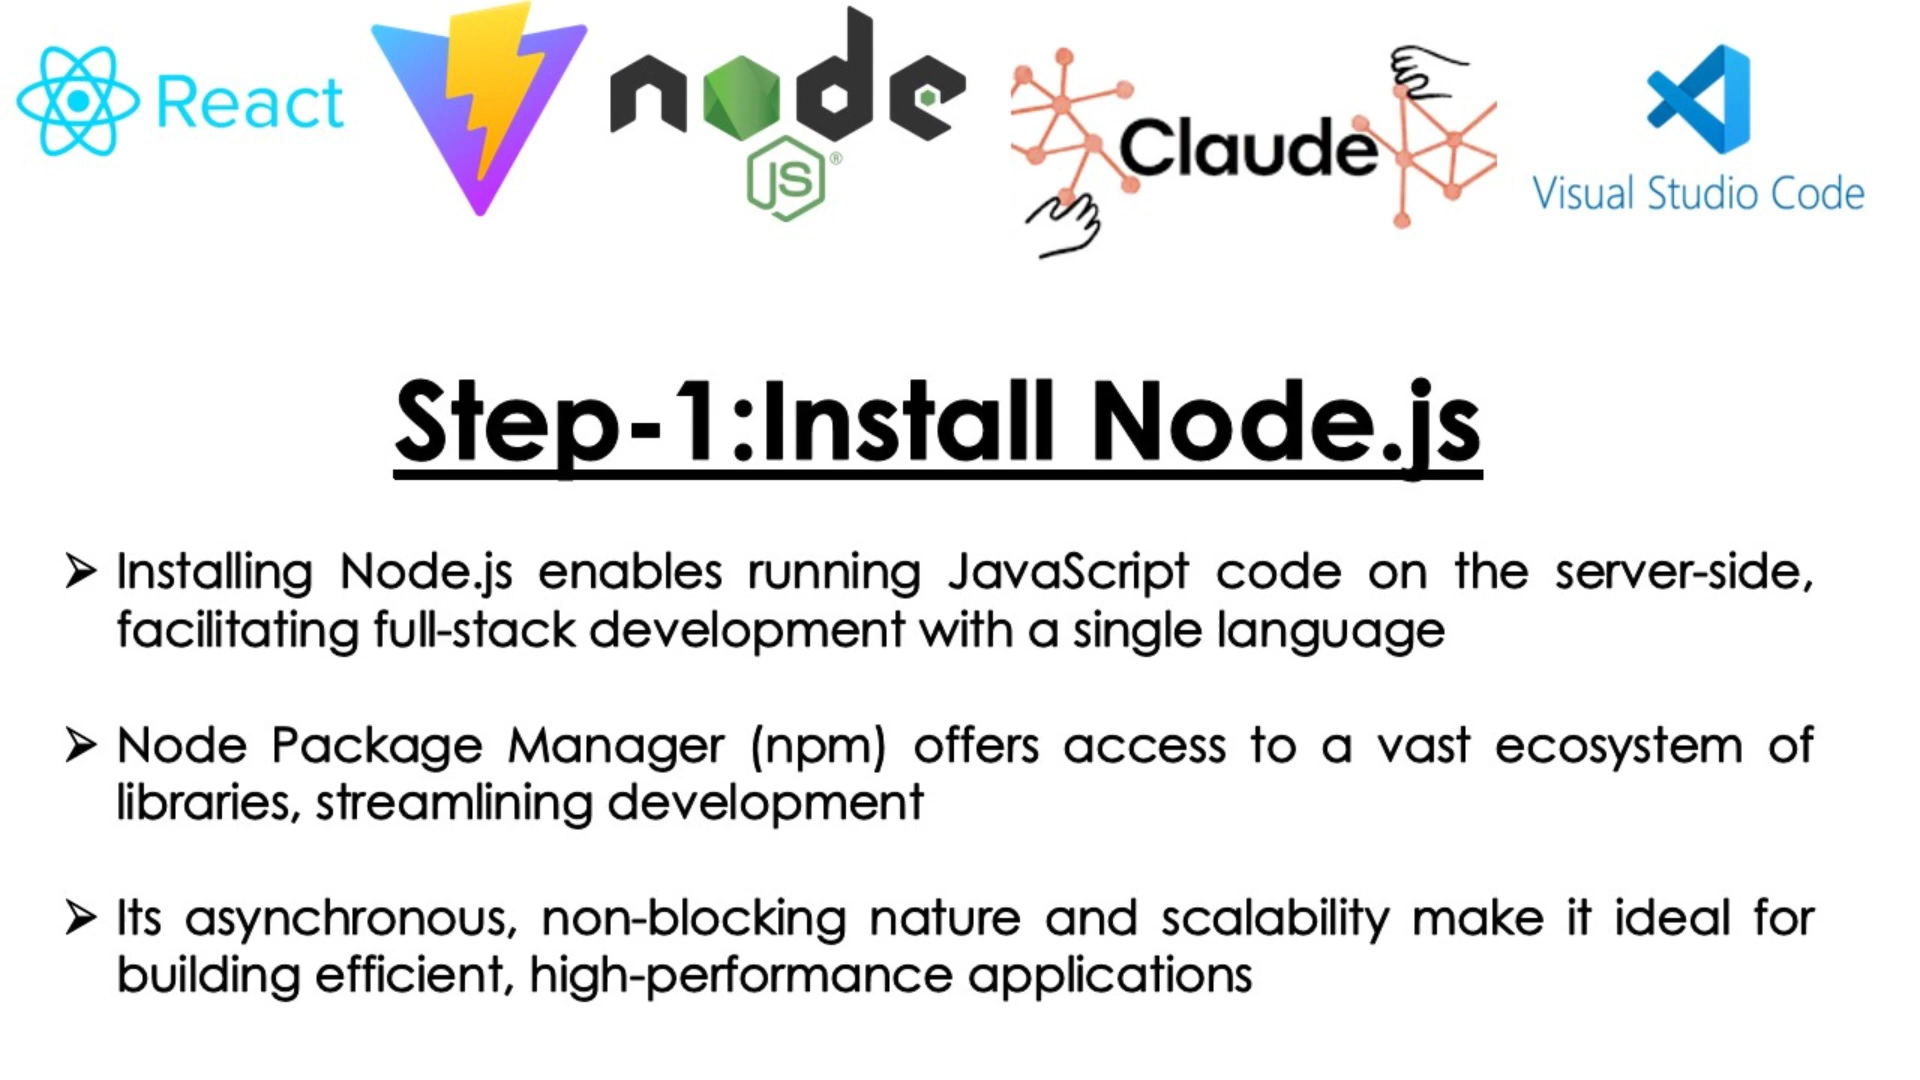 React
node
JS ®
Claude
Visual Studio Code
Step-1:Install Node.js
➢ Installing Node.js enables running JavaScript code on the server-side,
facilitating full-stack development with a single language
➢ Node Package Manager (npm) offers access to a vast ecosystem of
libraries, streamlining development
➢ Its asynchronous, non-blocking nature and scalability make it ideal for
building efficient, high-performance applications